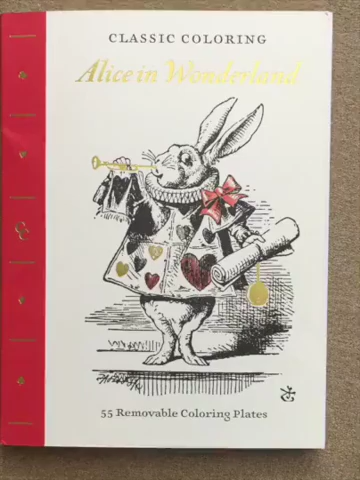 CLASSIC COLORING
Alice in Wonderland
55 Removable Coloring Plates